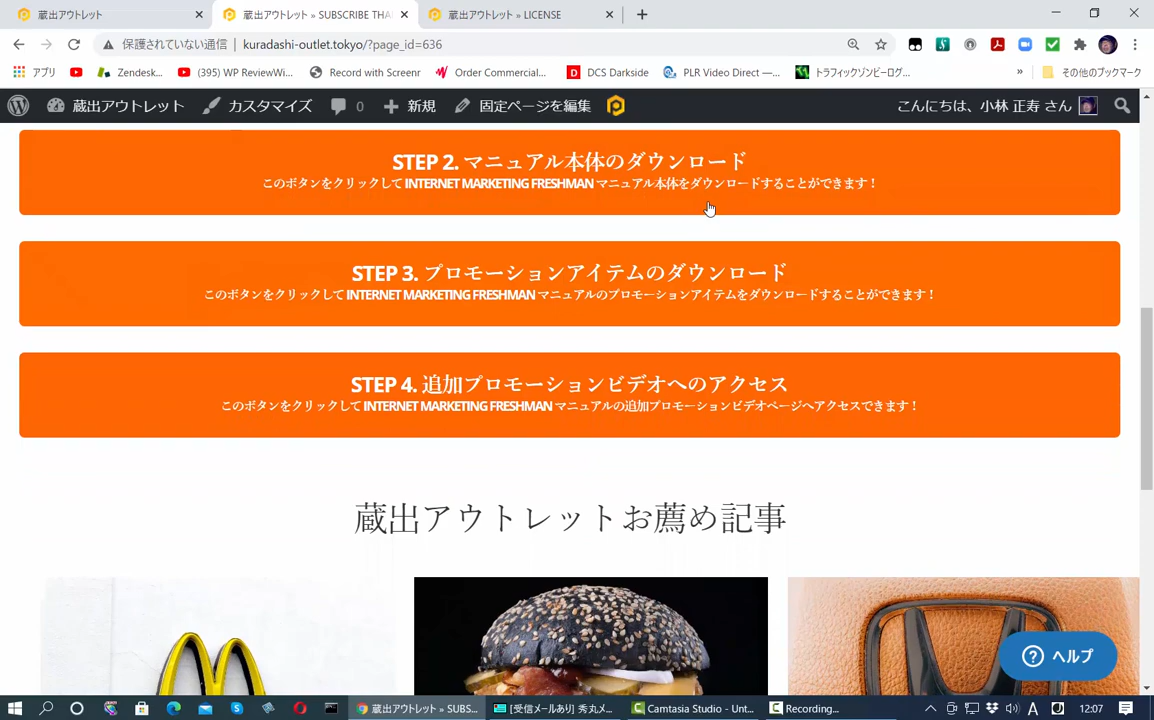 蔵出アウトレット
蔵出アウトレット » SUBSCRIBE THA
蔵出アウトレット » LICENSE
保護されていない通信
kuradashi-outlet.tokyo/?page_id=636
アプリ
Zendesk...
(395) WP ReviewWi...
Record with Screenr
Order Commercial...
DCS Darkside
PLR Video Direct —...
トラフィックゾンビーログ...
»
その他のブックマーク
蔵出アウトレット
カスタマイズ
0
新規
固定ページを編集
こんにちは、小林 正寿 さん
STEP 2. マニュアル本体のダウンロード
このボタンをクリックして INTERNET MARKETING FRESHMAN マニュアル本体をダウンロードすることができます！
STEP 3. プロモーションアイテムのダウンロード
このボタンをクリックして INTERNET MARKETING FRESHMAN マニュアルのプロモーションアイテムをダウンロードすることができます！
STEP 4. 追加プロモーションビデオへのアクセス
このボタンをクリックして INTERNET MARKETING FRESHMAN マニュアルの追加プロモーションビデオページへアクセスできます！
蔵出アウトレットお薦め記事
ヘルプ
蔵出アウトレット » SUBS...
[受信メールあり] 秀丸メ...
Camtasia Studio - Unt...
Recording...
A
12:07